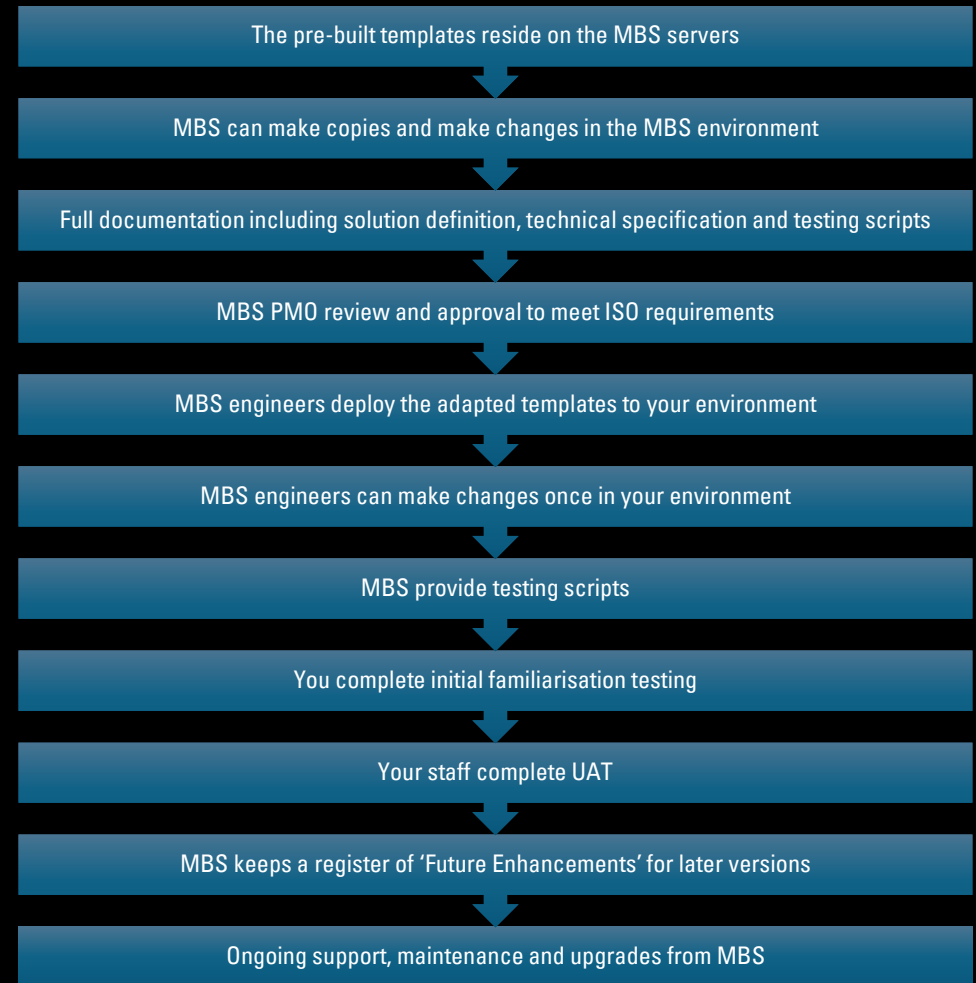 The pre-built templates reside on the MBS servers
MBS can make copies and make changes in the MBS environment
Full documentation including solution definition, technical specification and testing scripts
MBS PMO review and approval to meet ISO requirements
MBS engineers deploy the adapted templates to your environment
MBS engineers can make changes once in your environment
MBS provide testing scripts
You complete initial familiarisation testing
Your staff complete UAT
MBS keeps a register of ‘Future Enhancements’ for later versions
Ongoing support, maintenance and upgrades from MBS